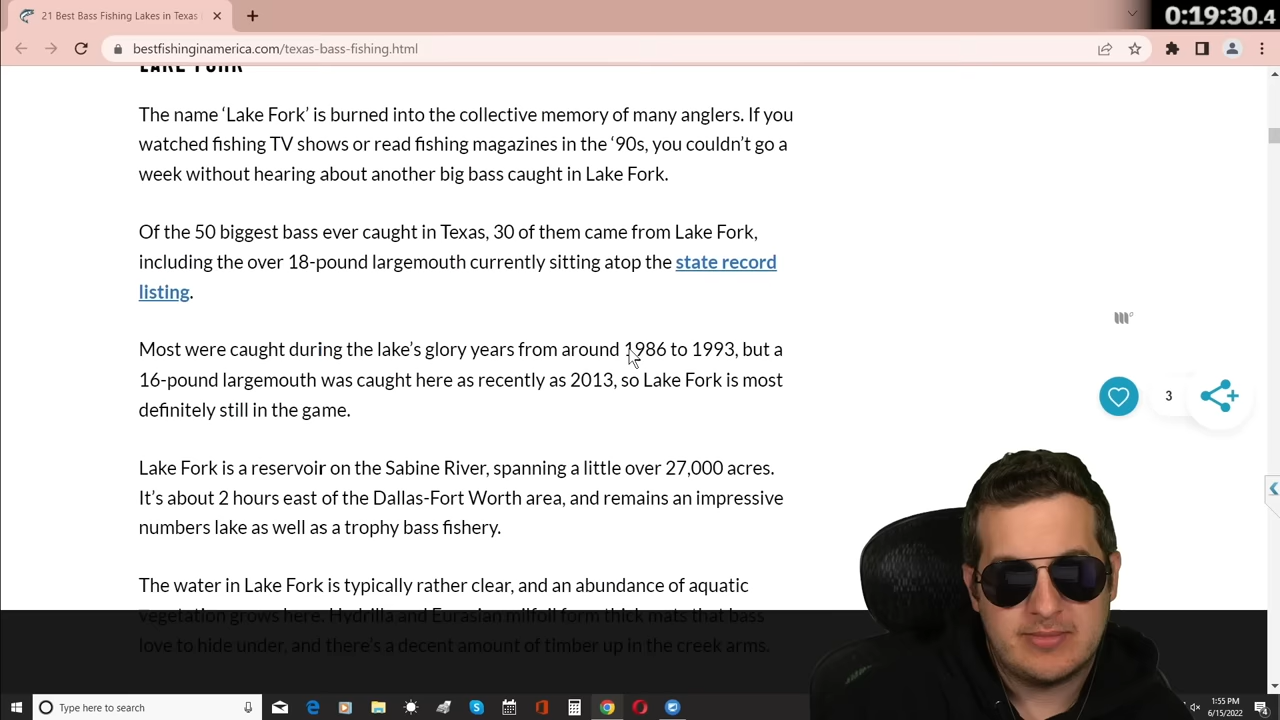 21 Best Bass Fishing Lakes in Texas
0:19:30.4
bestfishinginamerica.com/texas-bass-fishing.html
LAKE FORK
The name ‘Lake Fork’ is burned into the collective memory of many anglers. If you
watched fishing TV shows or read fishing magazines in the ‘90s, you couldn’t go a
week without hearing about another big bass caught in Lake Fork.
Of the 50 biggest bass ever caught in Texas, 30 of them came from Lake Fork,
including the over 18-pound largemouth currently sitting atop the state record
listing.
Most were caught during the lake’s glory years from around 1986 to 1993, but a
16-pound largemouth was caught here as recently as 2013, so Lake Fork is most
definitely still in the game.
3
Lake Fork is a reservoir on the Sabine River, spanning a little over 27,000 acres.
It’s about 2 hours east of the Dallas-Fort Worth area, and remains an impressive
numbers lake as well as a trophy bass fishery.
The water in Lake Fork is typically rather clear, and an abundance of aquatic
vegetation grows here. Hydrilla and Eurasian milfoil form thick mats that bass
love to hide under, and there’s a decent amount of timber up in the creek arms.
Type here to search
1:55 PM
6/15/2022
4